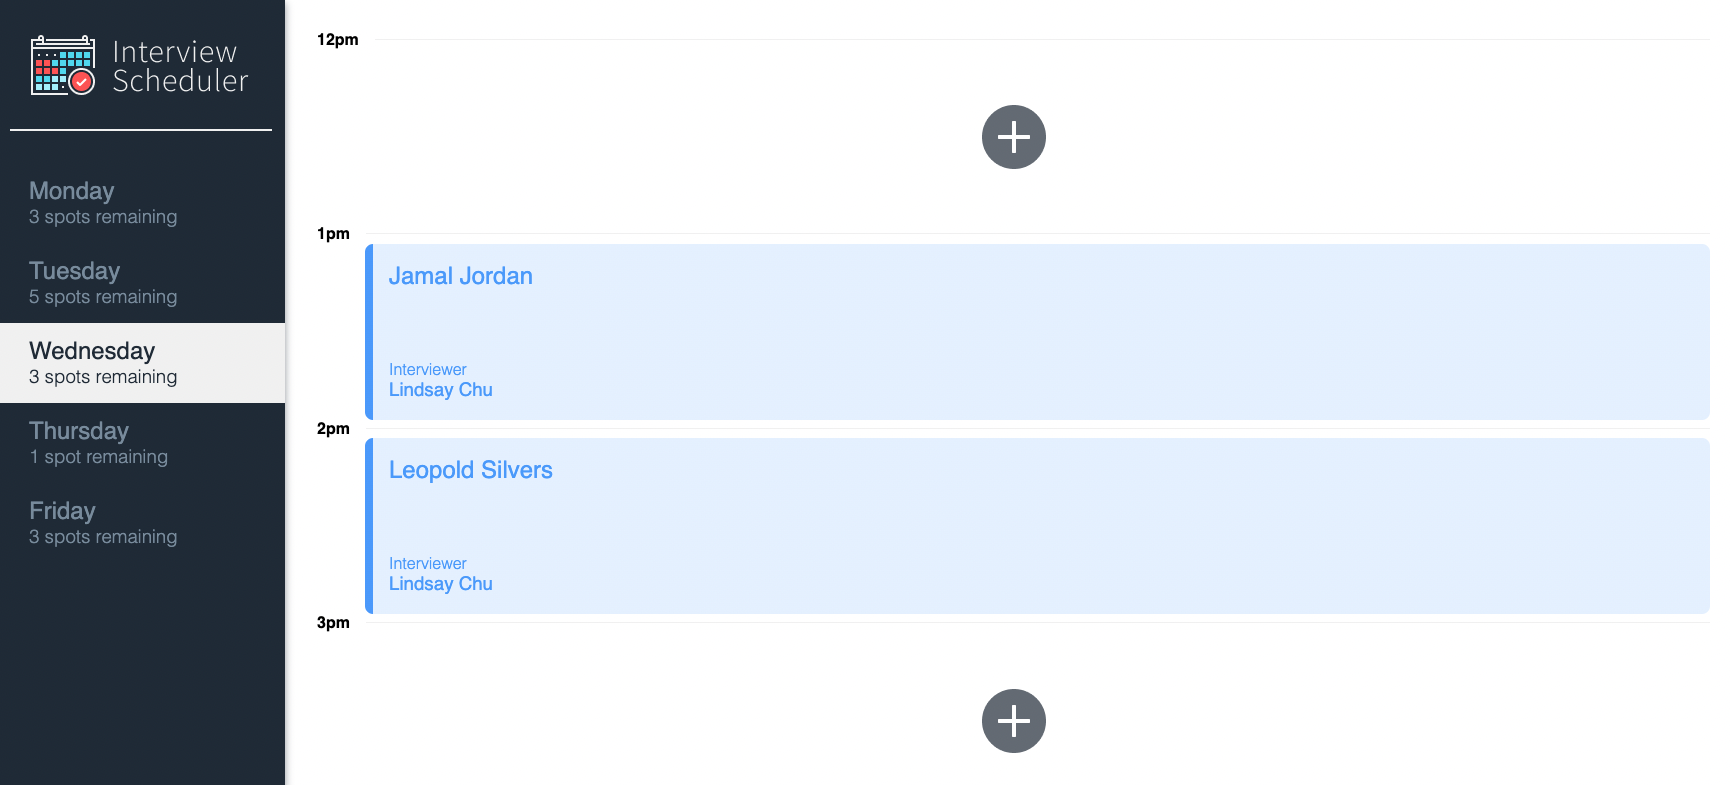 Interview
Scheduler
Monday
3 spots remaining
Tuesday
5 spots remaining
Wednesday
3 spots remaining
Thursday
1 spot remaining
Friday
3 spots remaining
12pm
1pm
Jamal Jordan
Interviewer
Lindsay Chu
2pm
Leopold Silvers
Interviewer
Lindsay Chu
3pm